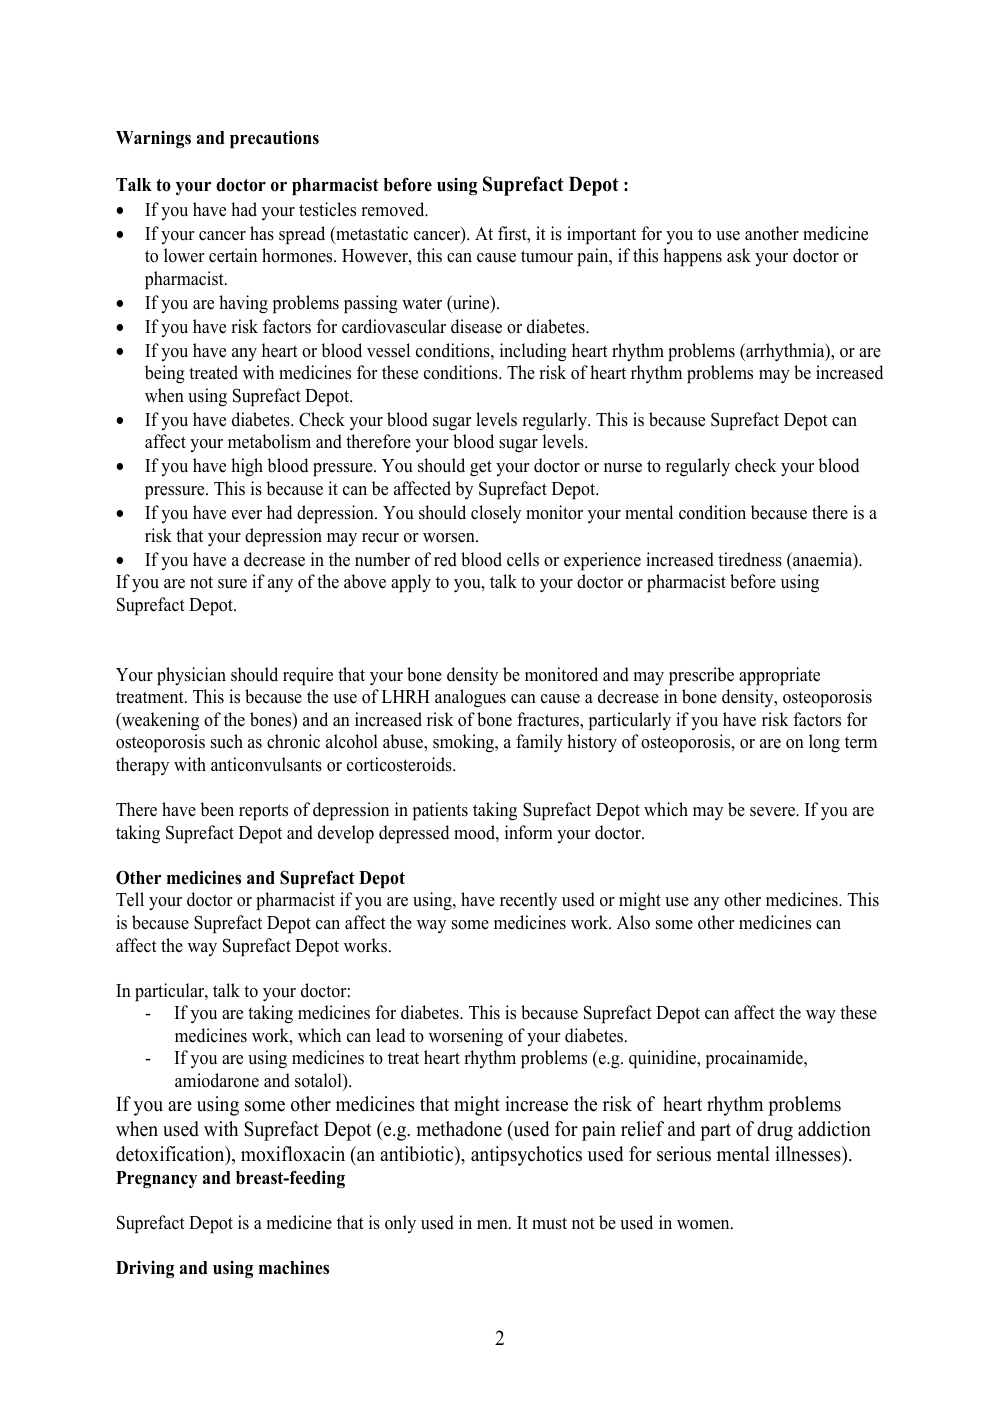 Warnings and precautions
Talk to your doctor or pharmacist before using Suprefact Depot :
• If you have had your testicles removed.
• If your cancer has spread (metastatic cancer). At first, it is important for you to use another medicine
to lower certain hormones. However, this can cause tumour pain, if this happens ask your doctor or
pharmacist.
• If you are having problems passing water (urine).
• If you have risk factors for cardiovascular disease or diabetes.
• If you have any heart or blood vessel conditions, including heart rhythm problems (arrhythmia), or are
being treated with medicines for these conditions. The risk of heart rhythm problems may be increased
when using Suprefact Depot.
• If you have diabetes. Check your blood sugar levels regularly. This is because Suprefact Depot can
affect your metabolism and therefore your blood sugar levels.
• If you have high blood pressure. You should get your doctor or nurse to regularly check your blood
pressure. This is because it can be affected by Suprefact Depot.
• If you have ever had depression. You should closely monitor your mental condition because there is a
risk that your depression may recur or worsen.
• If you have a decrease in the number of red blood cells or experience increased tiredness (anaemia).
If you are not sure if any of the above apply to you, talk to your doctor or pharmacist before using
Suprefact Depot.
Your physician should require that your bone density be monitored and may prescribe appropriate
treatment. This is because the use of LHRH analogues can cause a decrease in bone density, osteoporosis
(weakening of the bones) and an increased risk of bone fractures, particularly if you have risk factors for
osteoporosis such as chronic alcohol abuse, smoking, a family history of osteoporosis, or are on long term
therapy with anticonvulsants or corticosteroids.
There have been reports of depression in patients taking Suprefact Depot which may be severe. If you are
taking Suprefact Depot and develop depressed mood, inform your doctor.
Other medicines and Suprefact Depot
Tell your doctor or pharmacist if you are using, have recently used or might use any other medicines. This
is because Suprefact Depot can affect the way some medicines work. Also some other medicines can
affect the way Suprefact Depot works.
In particular, talk to your doctor:
- If you are taking medicines for diabetes. This is because Suprefact Depot can affect the way these
medicines work, which can lead to worsening of your diabetes.
- If you are using medicines to treat heart rhythm problems (e.g. quinidine, procainamide,
amiodarone and sotalol).
If you are using some other medicines that might increase the risk of  heart rhythm problems
when used with Suprefact Depot (e.g. methadone (used for pain relief and part of drug addiction
detoxification), moxifloxacin (an antibiotic), antipsychotics used for serious mental illnesses).
Pregnancy and breast-feeding
Suprefact Depot is a medicine that is only used in men. It must not be used in women.
Driving and using machines
2